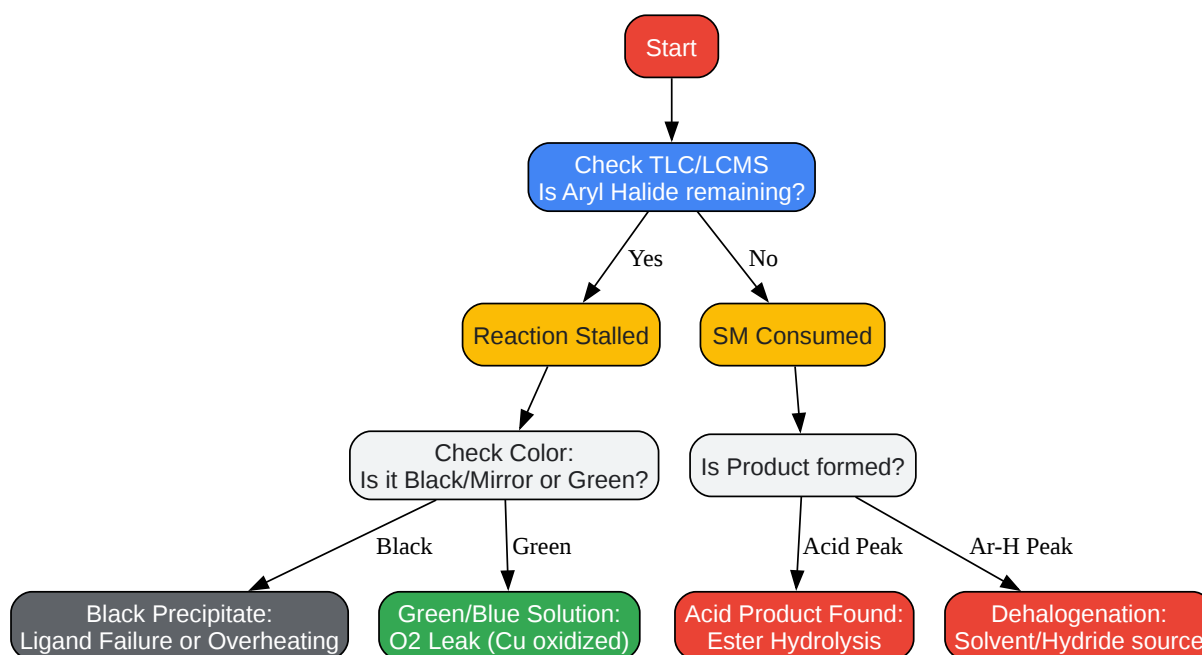 Start
Check TLC/LCMS
Is Aryl Halide remaining?
Yes
No
Reaction Stalled
SM Consumed
Check Color:
Is it Black/Mirror or Green?
Is Product formed?
Black
Green
Acid Peak
Ar-H Peak
Black Precipitate:
Ligand Failure or Overheating
Green/Blue Solution:
O2 Leak (Cu oxidized)
Acid Product Found:
Ester Hydrolysis
Dehalogenation:
Solvent/Hydride source